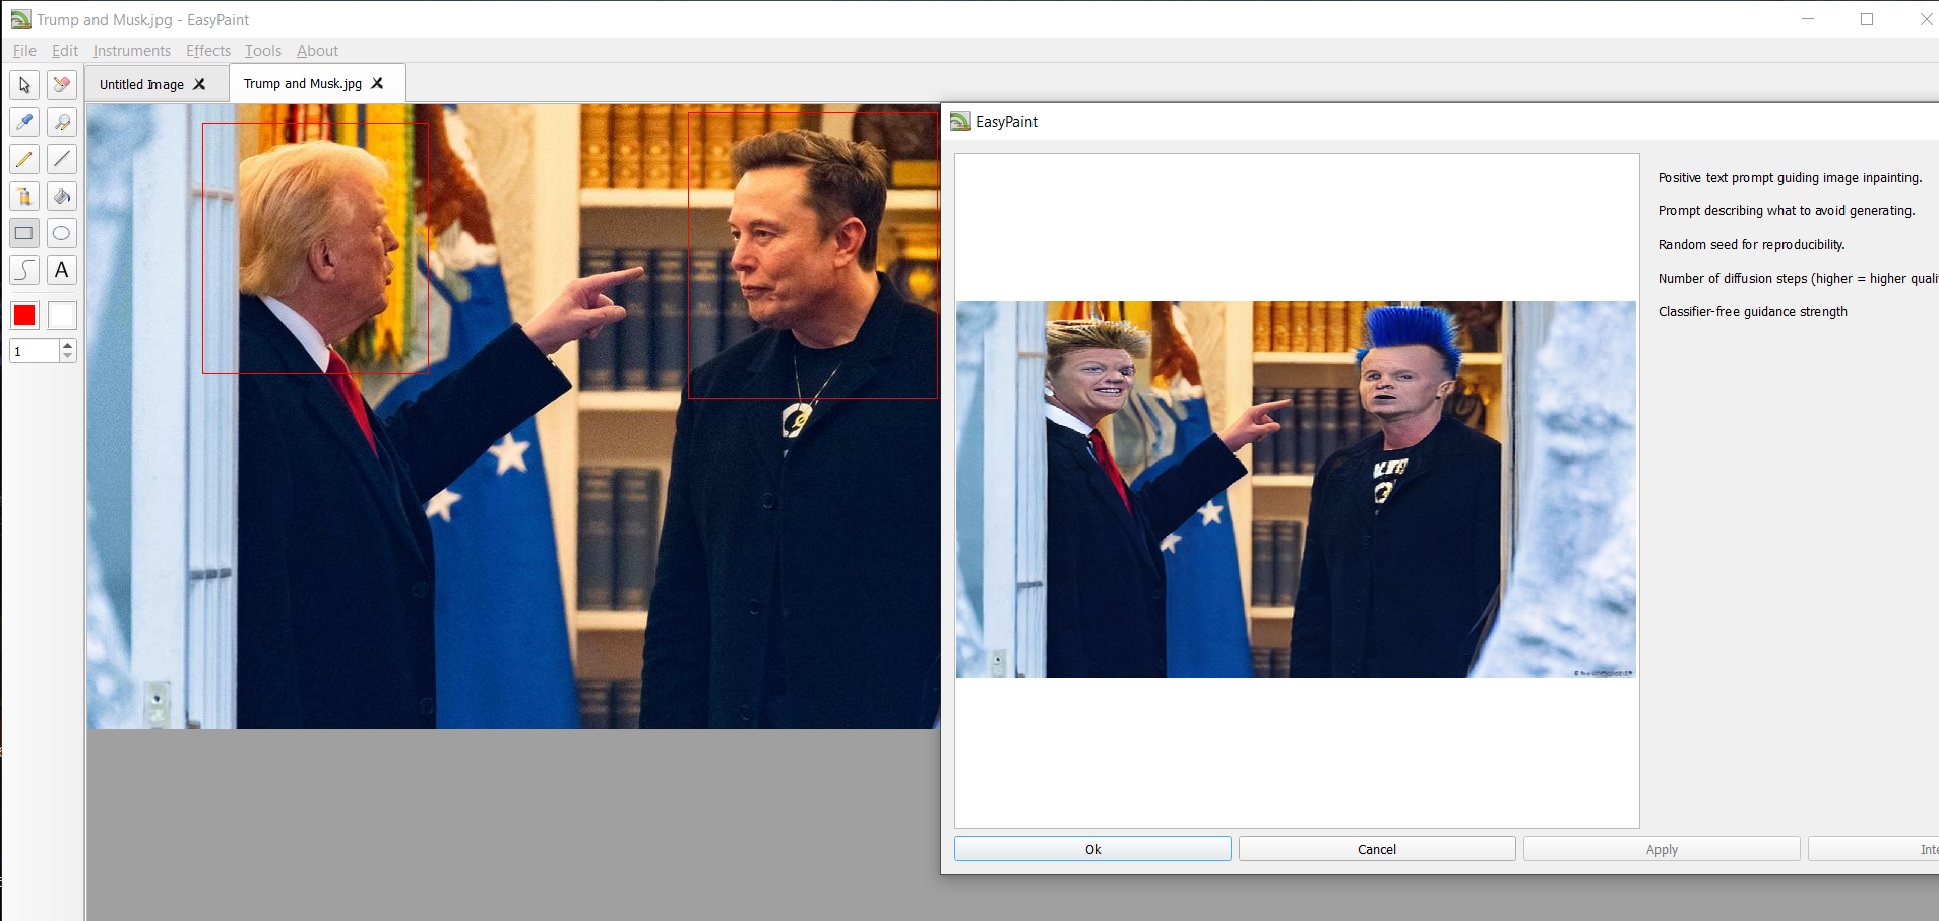 Trump and Musk.jpg - EasyPaint
File Edit Instruments Effects Tools About
Untitled Image
Trump and Musk.jpg
A
1
EasyPaint
Positive text prompt guiding image inpainting.
Prompt describing what to avoid generating.
Random seed for reproducibility.
Number of diffusion steps (higher = higher quali
Classifier-free guidance strength
Ok
Cancel
Apply
Inte